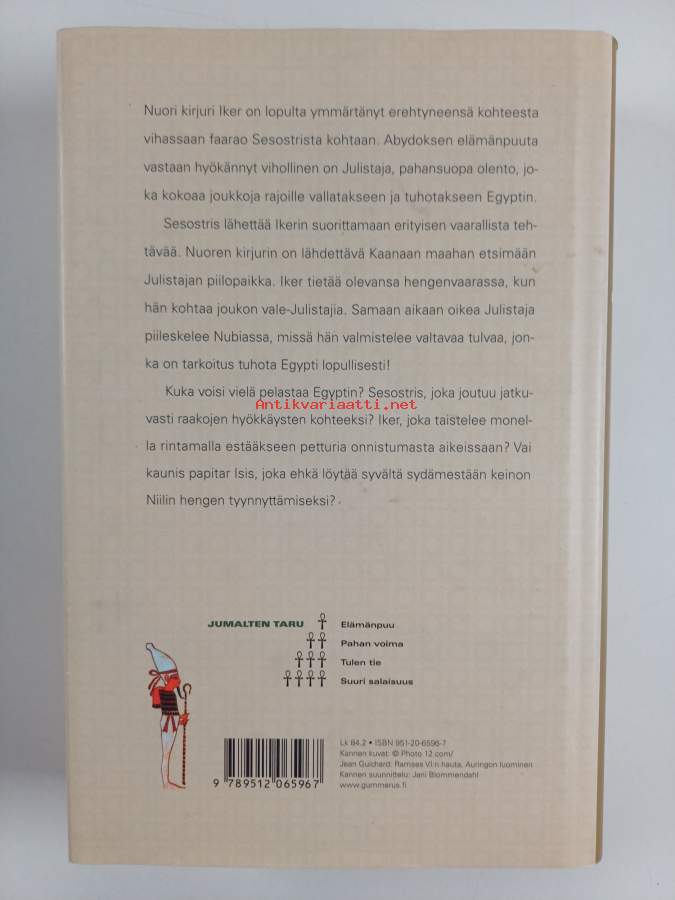 Nuori kirjuri Iker on lopulta ymmärtänyt erehtyneensä kohteesta
vihassaan faarao Sesostrista kohtaan. Abydoksen elämänpuuta
vastaan hyökännyt vihollinen on Julistaja, pahansuopa olento, jo-
ka kokoaa joukkoja rajoille vallatakseen ja tuhotakseen Egyptin.
Sesostris lähettää Ikerin suorittamaan erityisen vaarallista teh-
tävää. Nuoren kirjurin on lähdettävä Kaanaan maahan etsimään
Julistajan piilopaikka. Iker tietää olevansa hengenvaarassa, kun
hän kohtaa joukon vale-Julistajia. Samaan aikaan oikea Julistaja
piileskelee Nubiassa, missä hän valmistelee valtavaa tulvaa, jon-
ka on tarkoitus tuhota Egypti lopullisesti!
Kuka voisi vielä pelastaa Egyptin? Sesostris, joka joutuu jatku-
vasti raakojen hyökkäysten kohteeksi? Iker, joka taistelee monel-
Antikvariaatti.net
la rintamalla estääkseen petturia onnistumasta aikeissaan? Vai
kaunis papitar Isis, joka ehkä löytää syvältä sydämestään keinon
Niilin hengen tyynnyttämiseksi?
JUMALTEN TARU Elämänpuu
Pahan voima
Tulen tie
Suuri salaisuus
Lk 84.2 • ISBN 951-20-6596-7
Kannen kuvat: © Photo 12.com/
Jean Guichard: Ramses VI:n hauta, Auringon luominen
Kannen suunnittelu: Jani Blommendahl
www.gummerus.fi
9 789512 065967